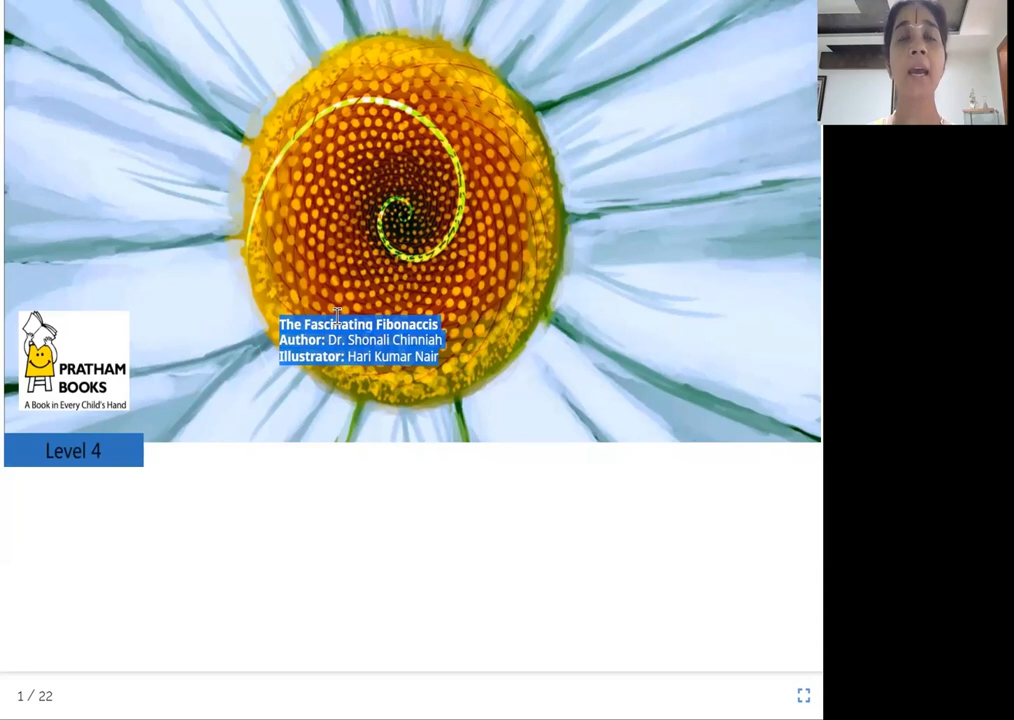 The Fascinating Fibonaccis
Author: Dr. Shonali Chinniah
Illustrator: Hari Kumar Nair
PRATHAM
BOOKS
A Book in Every Child's Hand
Level 4
1 / 22